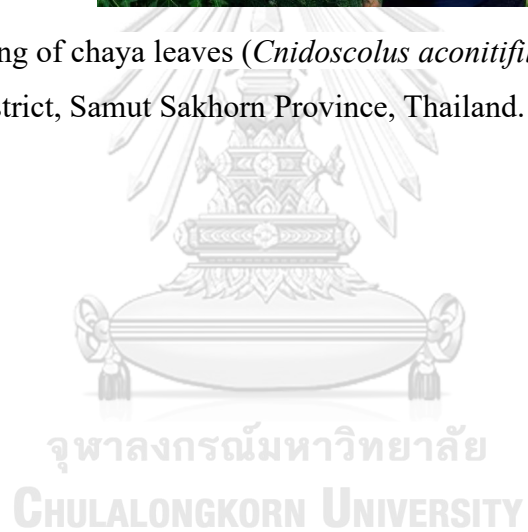 ng of chaya leaves (Cnidoscolus aconitifi
strict, Samut Sakhorn Province, Thailand.
จุฬาลงกรณ์มหาวิทยาลัย
CHULALONGKORN UNIVERSITY